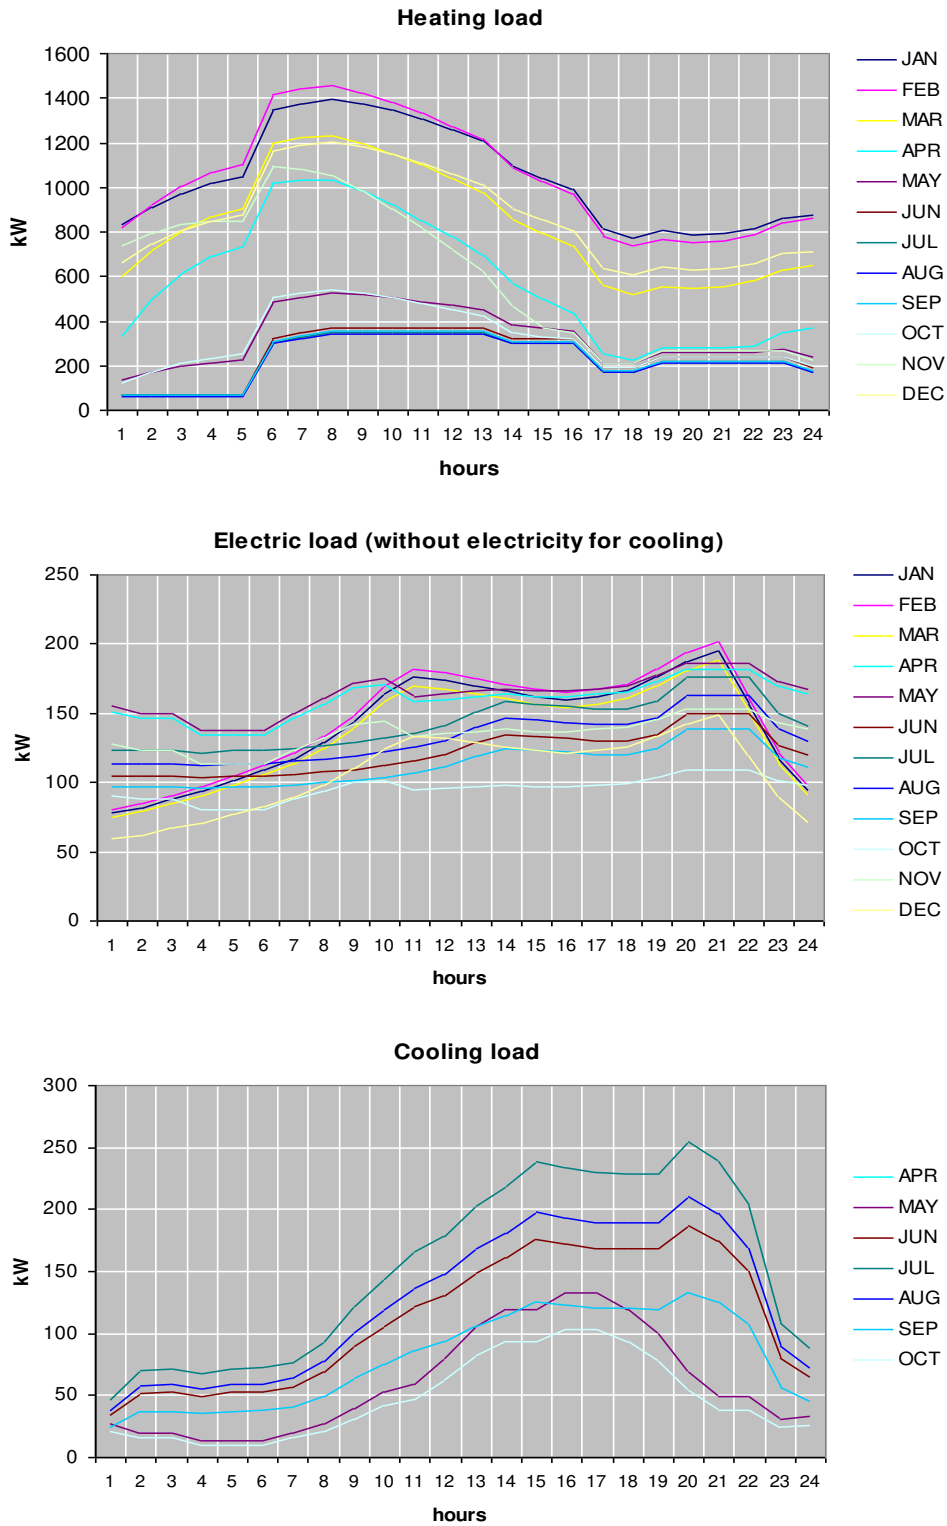 Heating load
1600
1400
1200
1000
800
600
400
200
0
kW
1 2 3 4 5 6 7 8 9 10 11 12 13 14 15 16 17 18 19 20 21 22 23 24
hours
JAN
FEB
MAR
APR
MAY
JUN
JUL
AUG
SEP
OCT
NOV
DEC
Electric load (without electricity for cooling)
250
200
150
100
50
0
kW
1 2 3 4 5 6 7 8 9 10 11 12 13 14 15 16 17 18 19 20 21 22 23 24
hours
JAN
FEB
MAR
APR
MAY
JUN
JUL
AUG
SEP
OCT
NOV
DEC
Cooling load
300
250
200
150
100
50
0
kW
1 2 3 4 5 6 7 8 9 10 11 12 13 14 15 16 17 18 19 20 21 22 23 24
hours
APR
MAY
JUN
JUL
AUG
SEP
OCT